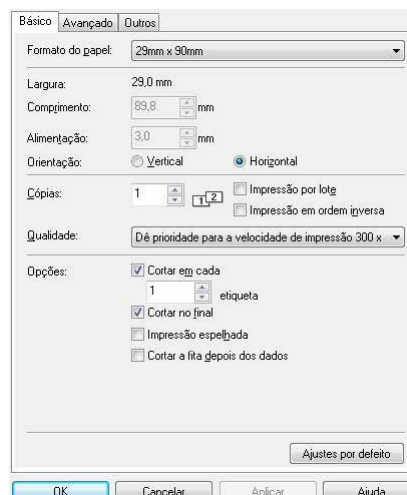 Básico Avançado Outros
Formato do papel: 29mm x 90mm
Largura: 29,0 mm
Comprimento: 89,8 mm
Alimentação: 3,0 mm
Orientação: Vertical Horizontal
Cópias: 1 1 2 Impressão por lote
Impressão em ordem inversa
Qualidade: Dê prioridade para a velocidade de impressão 300 x
Opções: Cortar em cada
1 etiqueta
Cortar no final
Impressão espelhada
Cortar a fita depois dos dados
Ajustes por defeito
OK Cancelar Aplicar Ajuda